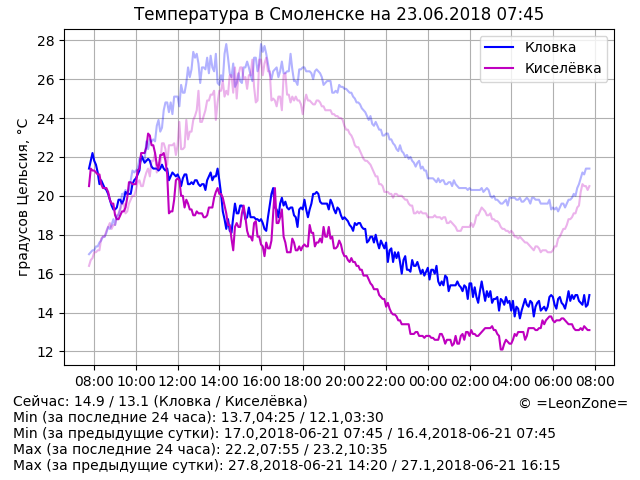 Температура в Смоленске на 23.06.2018 07:45
Кловка
Киселёвка
градусов Цельсия, °C
28
26
24
22
20
18
16
14
12
08:00 10:00 12:00 14:00 16:00 18:00 20:00 22:00 00:00 02:00 04:00 06:00 08:00
Сейчас: 14.9 / 13.1 (Кловка / Киселёвка)
© =LeonZone=
Min (за последние 24 часа): 13.7,04:25 / 12.1,03:30
Min (за предыдущие сутки): 17.0,2018-06-21 07:45 / 16.4,2018-06-21 07:45
Max (за последние 24 часа): 22.2,07:55 / 23.2,10:35
Max (за предыдущие сутки): 27.8,2018-06-21 14:20 / 27.1,2018-06-21 16:15